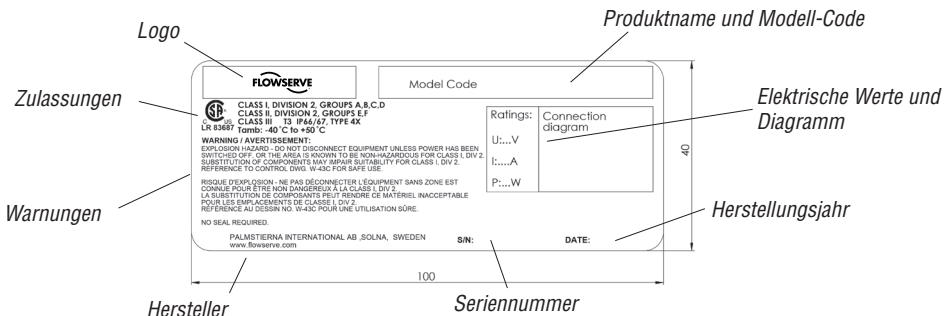 Logo
Produktname und Modell-Code
FLOWSERVE
Model Code
Zulassungen
SA
C US
LR 83687
CLASS I, DIVISION 2, GROUPS A,B,C,D
CLASS II, DIVISION 2, GROUPS E,F
CLASS III T3 IP66/67, TYPE 4X
Tamb: -40˚C to +50˚C
WARNING / AVERTISSEMENT:
EXPLOSION HAZARD - DO NOT DISCONNECT EQUIPMENT UNLESS POWER HAS BEEN
SWITCHED OFF. OR THE AREA IS KNOWN TO BE NON-HAZARDOUS FOR CLASS I, DIV 2.
SUBSTITUTION OF COMPONENTS MAY IMPAIR SUITABILITY FOR CLASS I, DIV 2.
REFERENCE TO CONTROL DWG. W-43C FOR SAFE USE.
RISQUE D'EXPLOSION - NE PAS DÉCONNECTER L'ÉQUIPMENT SANS ZONE EST
CONNUE POUR ÊTRE NON DANGEREUX À LA CLASS I, DIV 2.
LA SUBSTITUTION DE COMPOSANTS PEUT RENDRE CE MATÉRIEL INACCEPTABLE
POUR LES EMPLACEMENTS DE CLASSE I, DIV 2.
RÉFÉRENCE AU DESSIN NO. W-43C POUR UNE UTILISATION SÛRE.
NO SEAL REQUIRED.
Ratings:
U:...V
I:....A
P:...W
Connection
diagram
Elektrische Werte und
Diagramm
40
Warnungen
Herstellungsjahr
PALMSTIERNA INTERNATIONAL AB ,SOLNA, SWEDEN
www.flowserve.com
S/N:
DATE:
100
Hersteller
Seriennummer